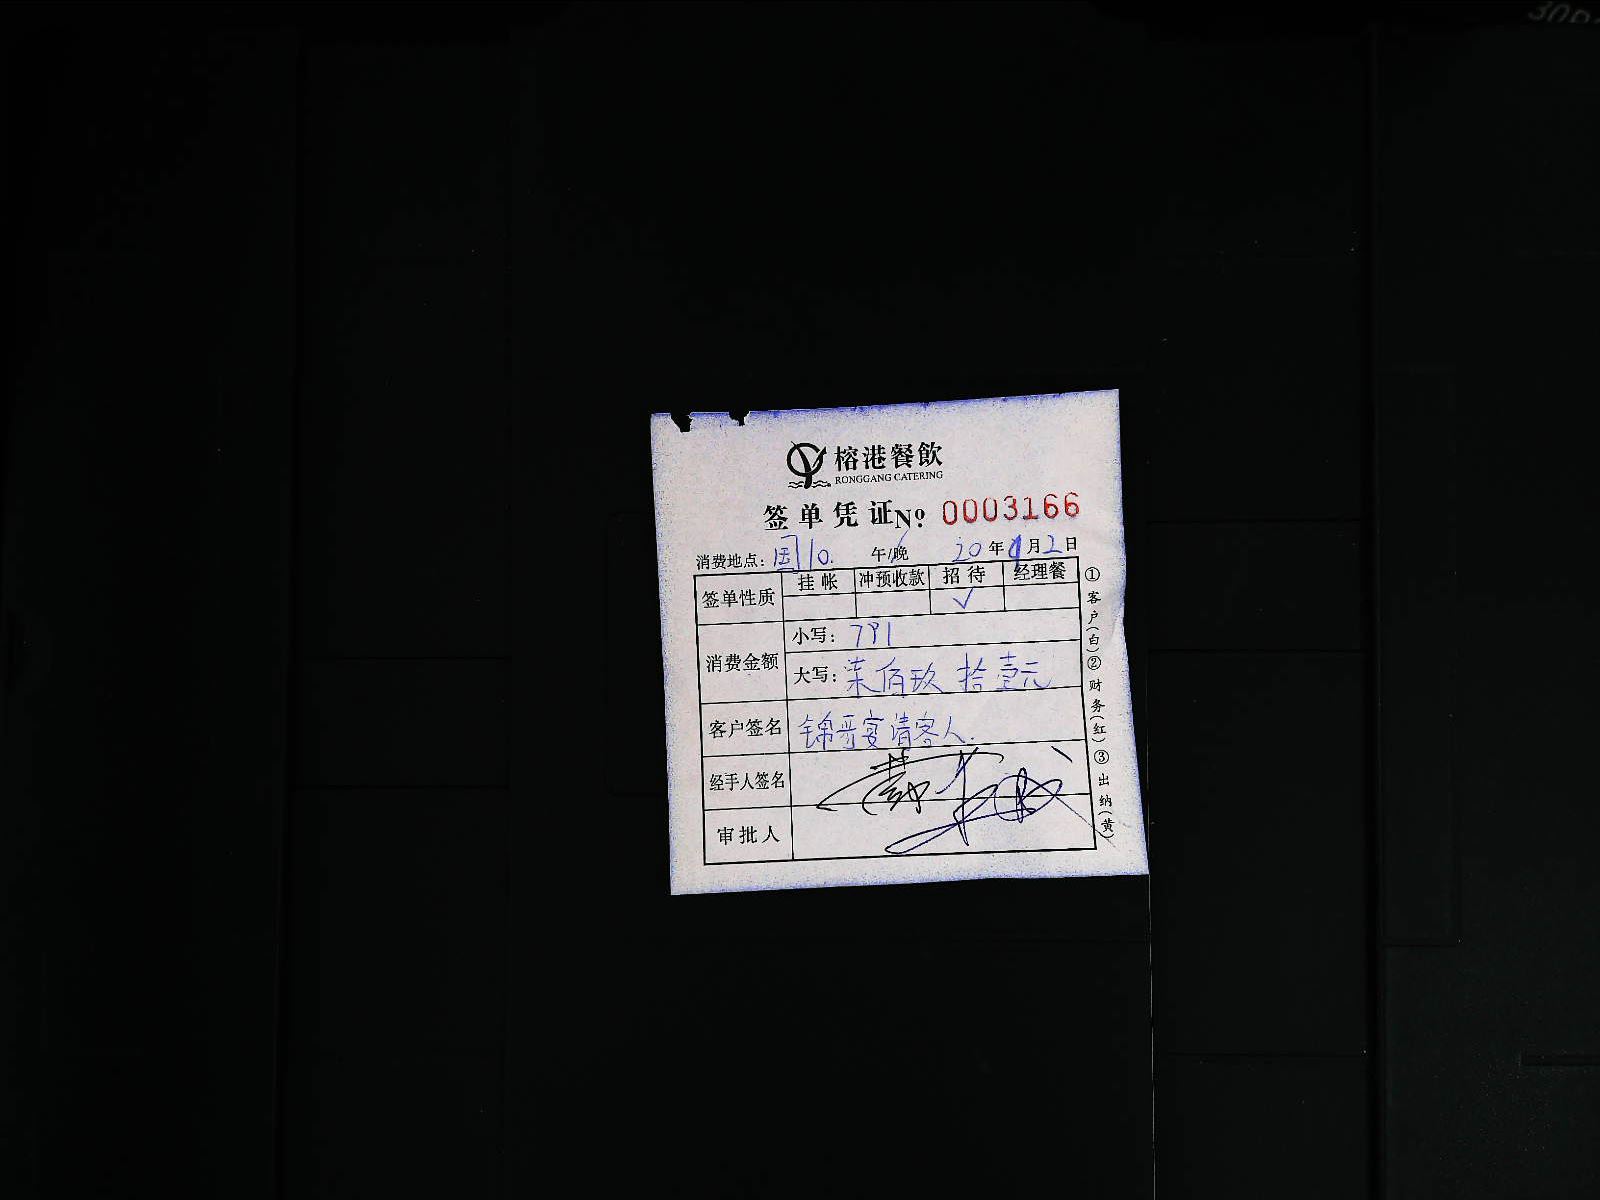 榕港餐飲
RONGGANG CATERING
签单凭证 No 0003166
消费地点: 国10. 午/晚 20年9月2日
签单性质 挂帐 冲预收款 招待 经理餐
✓
消费金额 小写: 791
大写: 柒佰玖拾壹元
客户签名 锦哥宴请客人.
经手人签名
审批人
①客户(白)②财务(红)③出纳(黄)